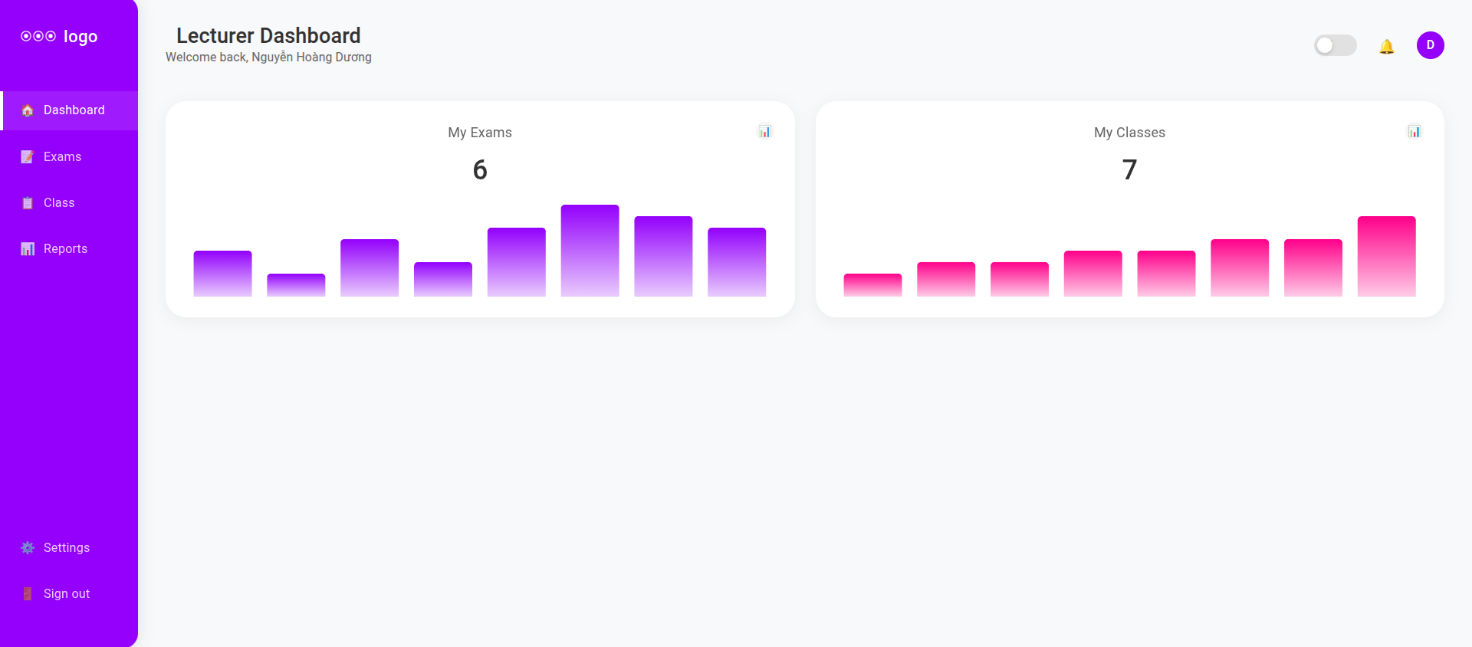 logo
Lecturer Dashboard
Welcome back, Nguyễn Hoàng Dương
D
Dashboard
Exams
Class
Reports
Settings
Sign out
My Exams
6
My Classes
7